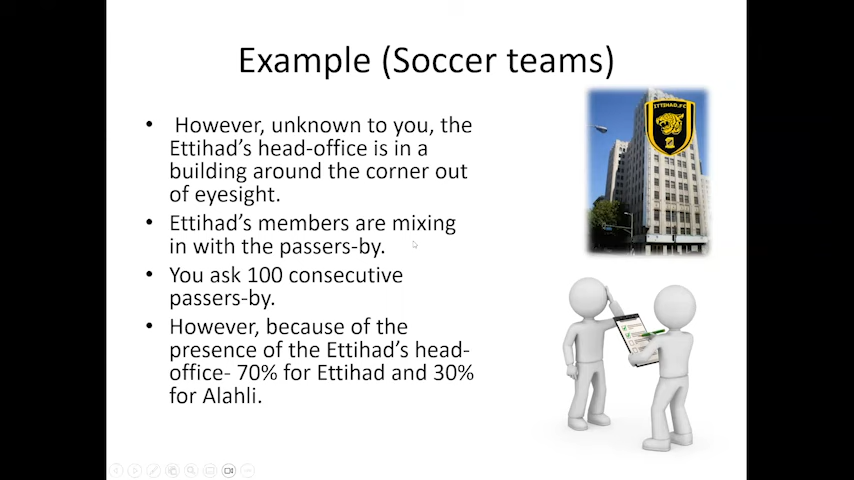 Example (Soccer teams)
• However, unknown to you, the
Ettihad's head-office is in a
building around the corner out
of eyesight.
• Ettihad's members are mixing
in with the passers-by.
• You ask 100 consecutive
passers-by.
• However, because of the
presence of the Ettihad's head-
office- 70% for Ettihad and 30%
for Alahli.
ITTIHAD.FC